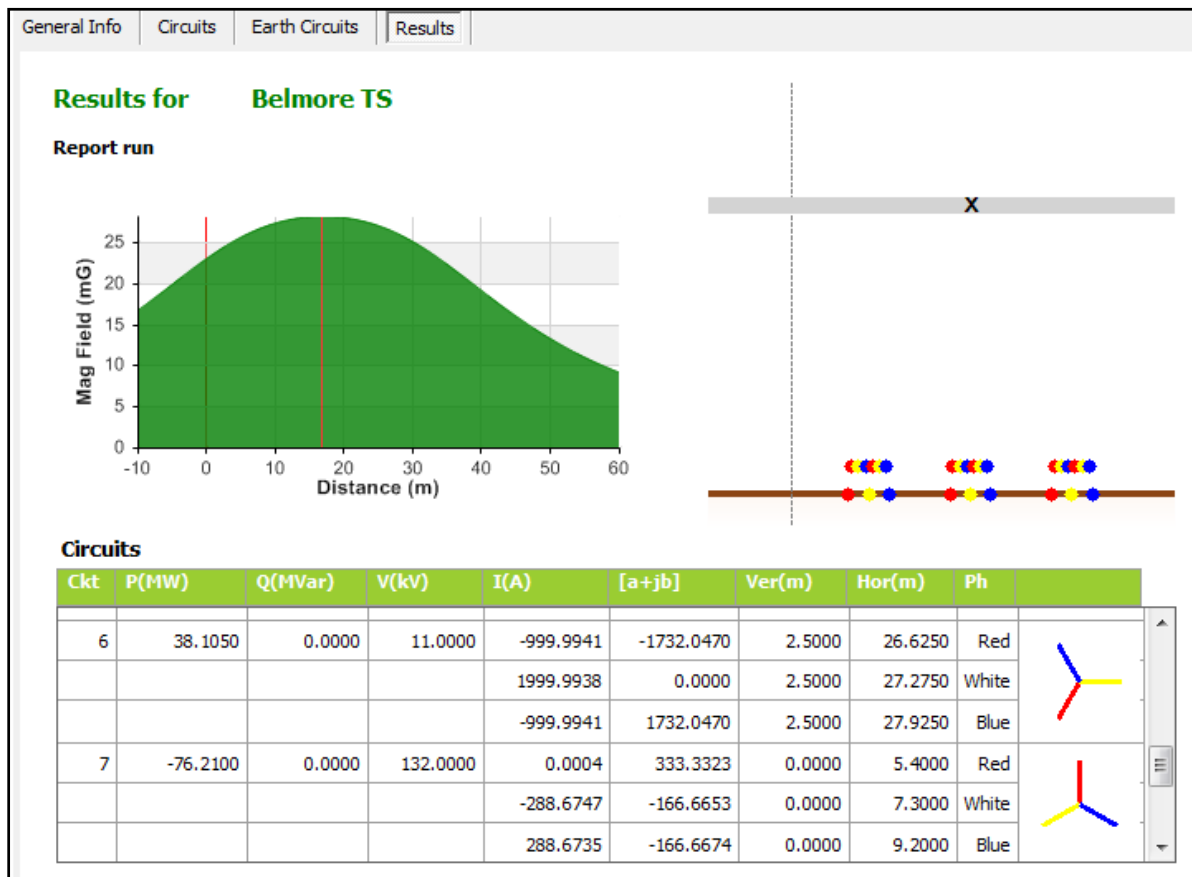 General Info Circuits Earth Circuits Results
Results for Belmore TS
Report run
X
25
20
15
10
5
0
Mag Field (mG)
-10 0 10 20 30 40 50 60
Distance (m)
Circuits
Ckt P(MW) Q(MVar) V(kV) I(A) [a+jb] Ver(m) Hor(m) Ph
6 38.1050 0.0000 11.0000 -999.9941 -1732.0470 2.5000 26.6250 Red
1999.9938 0.0000 2.5000 27.2750 White
-999.9941 1732.0470 2.5000 27.9250 Blue
7 -76.2100 0.0000 132.0000 0.0004 333.3323 0.0000 5.4000 Red
-288.6747 -166.6653 0.0000 7.3000 White
288.6735 -166.6674 0.0000 9.2000 Blue